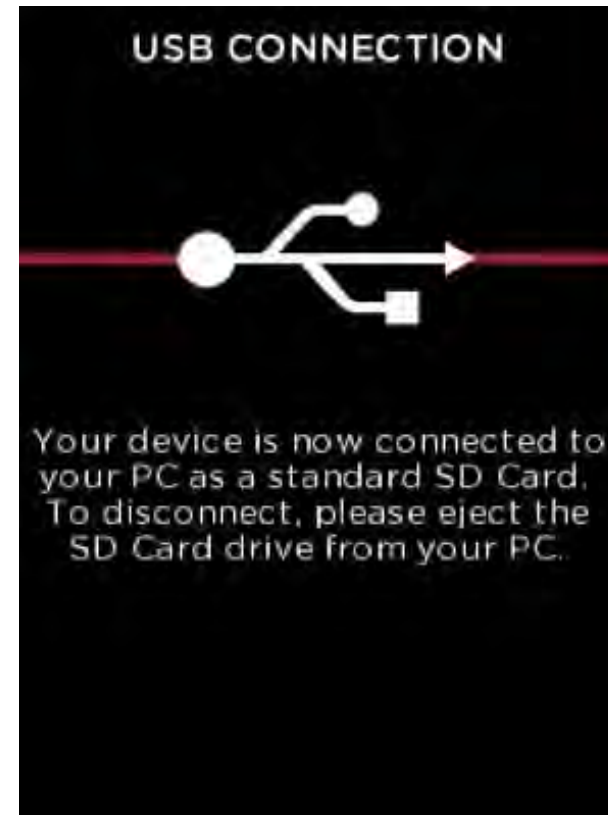 USB CONNECTION
Your device is now connected to
your PC as a standard SD Card.
To disconnect, please eject the
SD Card drive from your PC.